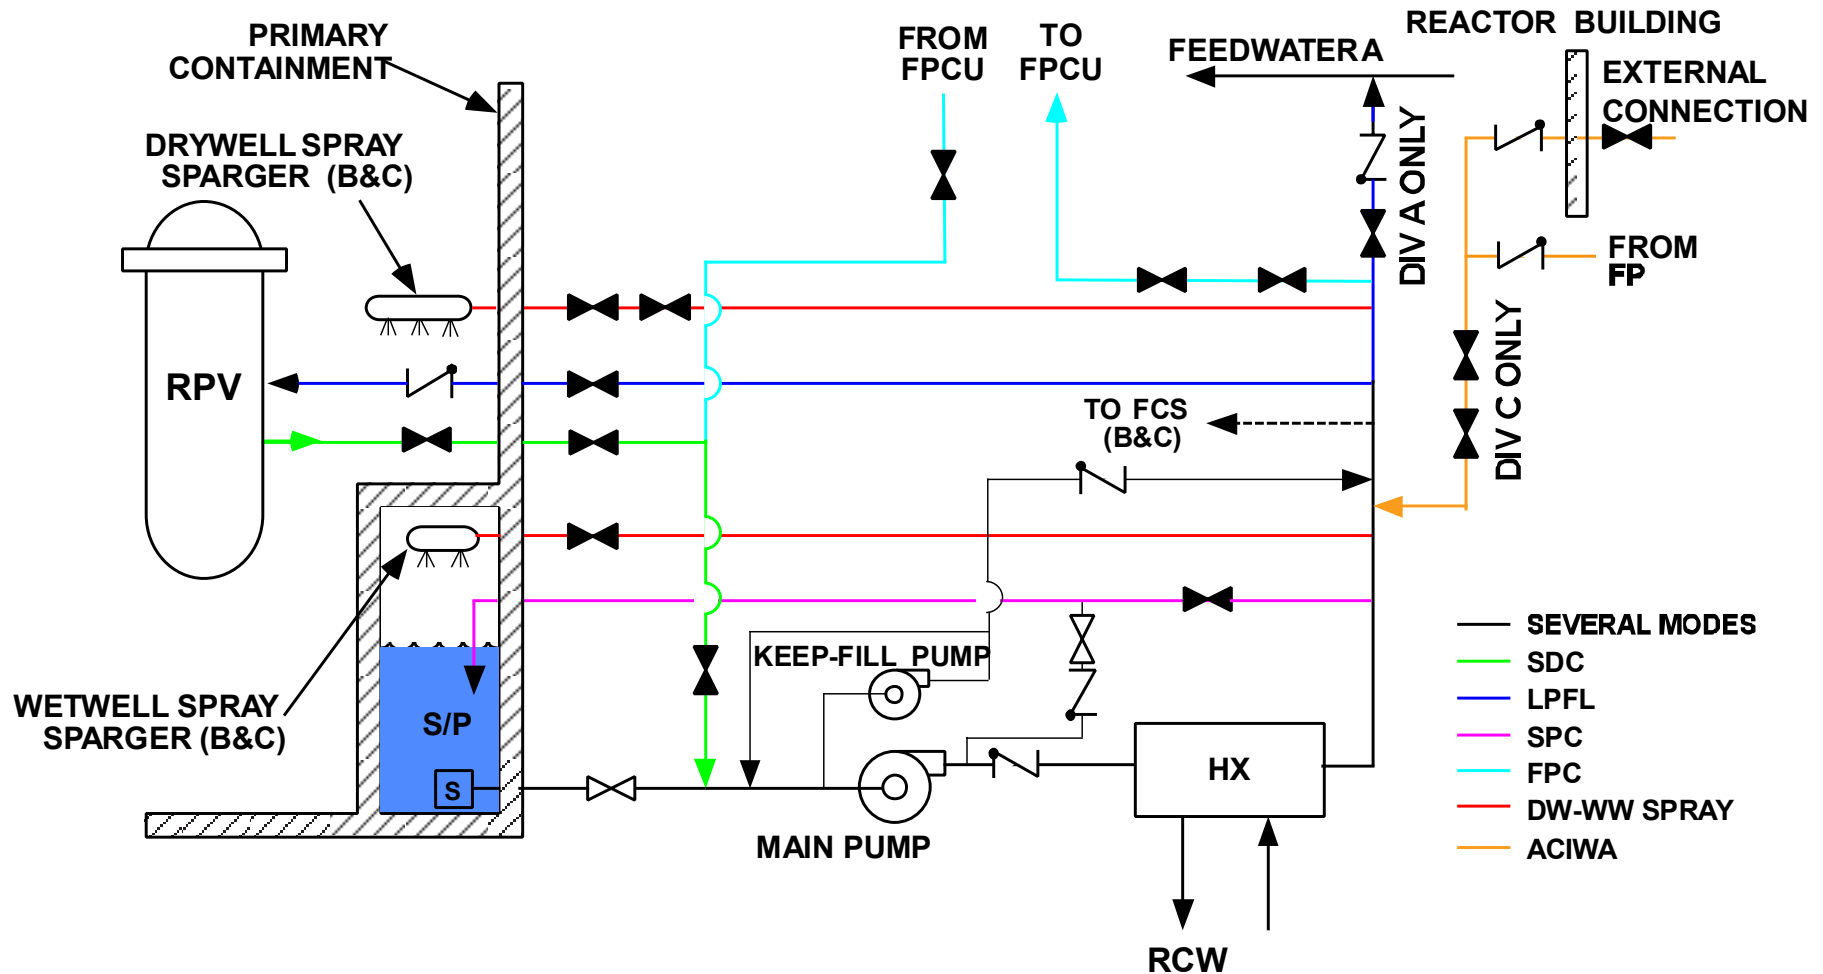 PRIMARY
CONTAINMENT
FROM
FPCU
TO
FPCU
FEEDWATER A
REACTOR BUILDING
EXTERNAL
CONNECTION
DRYWELL SPRAY
SPARGER (B&C)
DIV A ONLY
FROM
FP
RPV
DIV C ONLY
TO FCS
(B&C)
KEEP-FILL PUMP
WETWELL SPRAY
SPARGER (B&C)
S/P
S
HX
MAIN PUMP
RCW
SEVERAL MODES
SDC
LPFL
SPC
FPC
DW-WW SPRAY
ACIWA